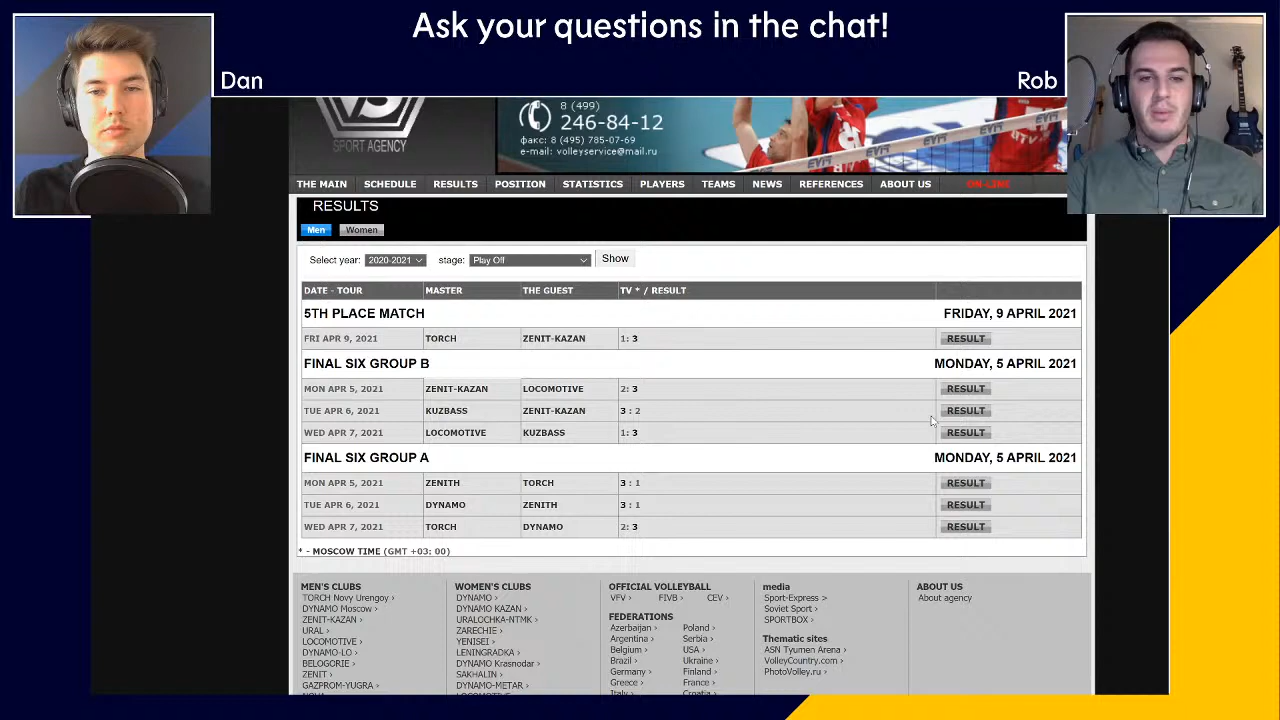 Ask your questions in the chat!
Dan
Rob
SPORT AGENCY
8 (499)
246-84-12
факс: 8 (495) 785-07-69
e-mail: volleyservice@mail.ru
THE MAIN SCHEDULE RESULTS POSITION STATISTICS PLAYERS TEAMS NEWS REFERENCES ABOUT US ON-LINE
RESULTS
Men Women
Select year: 2020-2021 stage: Play Off Show
DATE - TOUR MASTER THE GUEST TV * / RESULT
5TH PLACE MATCH FRIDAY, 9 APRIL 2021
FRI APR 9, 2021 TORCH ZENIT-KAZAN 1: 3 RESULT
FINAL SIX GROUP B MONDAY, 5 APRIL 2021
MON APR 5, 2021 ZENIT-KAZAN LOCOMOTIVE 2: 3 RESULT
TUE APR 6, 2021 KUZBASS ZENIT-KAZAN 3 : 2 RESULT
WED APR 7, 2021 LOCOMOTIVE KUZBASS 1: 3 RESULT
FINAL SIX GROUP A MONDAY, 5 APRIL 2021
MON APR 5, 2021 ZENITH TORCH 3 : 1 RESULT
TUE APR 6, 2021 DYNAMO ZENITH 3 : 1 RESULT
WED APR 7, 2021 TORCH DYNAMO 2: 3 RESULT
* - MOSCOW TIME (GMT +03: 00)
MEN'S CLUBS
TORCH Novy Urengoy ›
DYNAMO Moscow ›
ZENIT-KAZAN ›
URAL ›
LOCOMOTIVE ›
DYNAMO-LO ›
BELOGORIE ›
ZENIT ›
GAZPROM-YUGRA ›
WOMEN'S CLUBS
DYNAMO ›
DYNAMO KAZAN ›
URALOCHKA-NTMK ›
ZARECHIE ›
YENISEI ›
LENINGRADKA ›
DYNAMO Krasnodar ›
SAKHALIN ›
DYNAMO-METAR ›
OFFICIAL VOLLEYBALL
VFV › FIVB › CEV ›
FEDERATIONS
Azerbaijan › Poland ›
Argentina › Serbia ›
Belgium › USA ›
Brazil › Ukraine ›
Germany › Finland ›
Greece › France ›
Italy › Croatia ›
media
Sport-Express >
Soviet Sport ›
SPORTBOX ›
Thematic sites
ASN Tyumen Arena ›
VolleyCountry.com ›
PhotoVolley.ru ›
ABOUT US
About agency